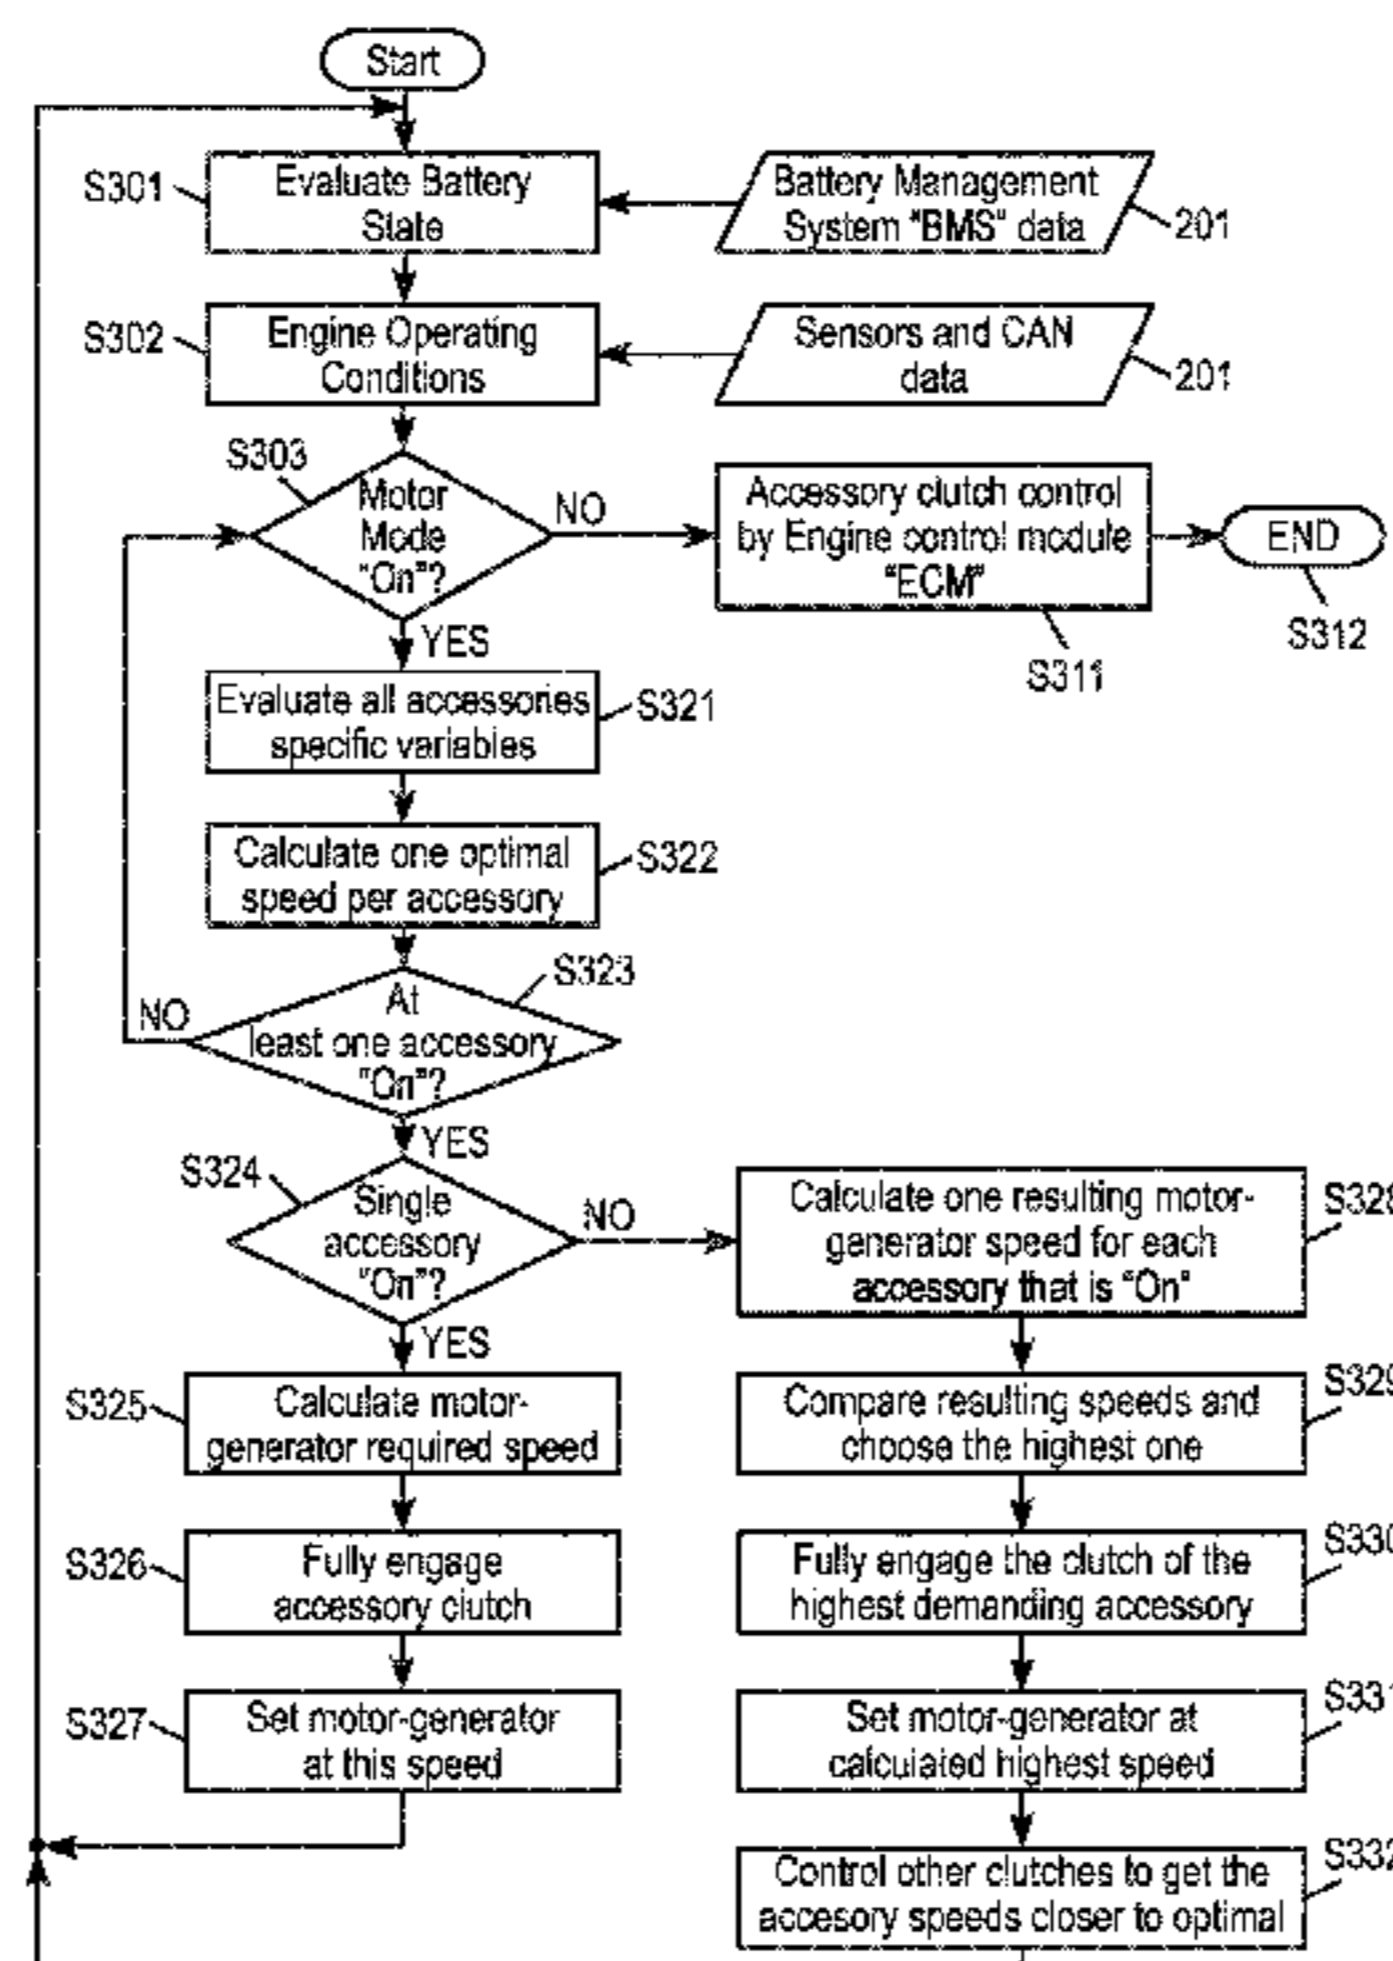 Start
S301
Evaluate Battery
State
Battery Management
System "BMS" data
201
S302
Engine Operating
Conditions
Sensors and CAN
data
201
S303
Motor
Mode
"On"?
NO
Accessory clutch control
by Engine control module
"ECM"
S311
END
S312
YES
Evaluate all accessories
specific variables
S321
Calculate one optimal
speed per accessory
S322
At
least one accessory
"On"?
S323
NO
YES
S324
Single
accessory
"On"?
NO
YES
Calculate one resulting motor-
generator speed for each
accessory that is "On"
S328
S325
Calculate motor-
generator required speed
Compare resulting speeds and
choose the highest one
S329
S326
Fully engage
accessory clutch
Fully engage the clutch of the
highest demanding accessory
S330
S327
Set motor-generator
at this speed
Set motor-generator at
calculated highest speed
S331
Control other clutches to get the
accesory speeds closer to optimal
S332